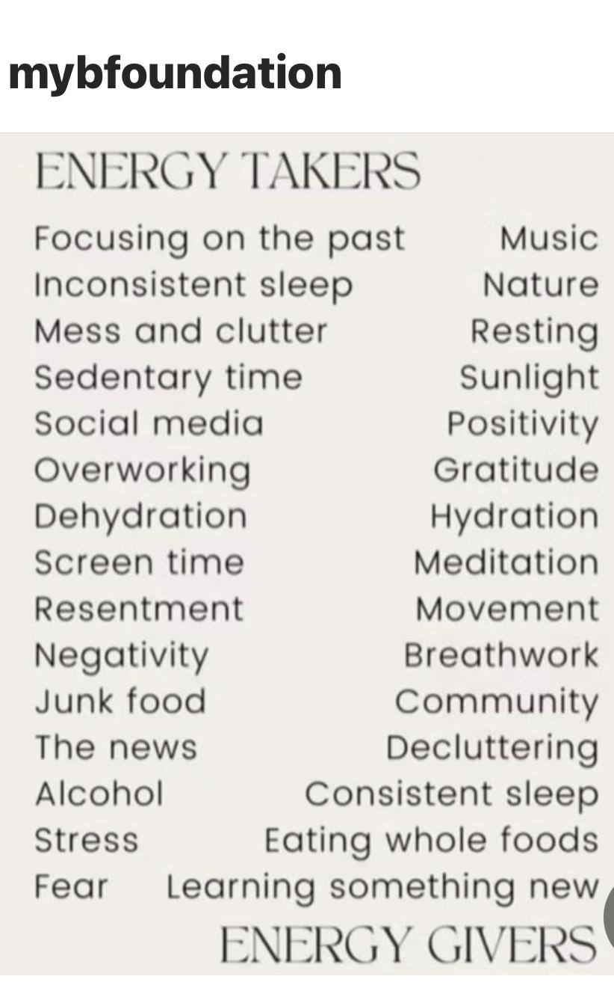 mybfoundation
ENERGY TAKERS
Focusing on the past Music
Inconsistent sleep Nature
Mess and clutter Resting
Sedentary time Sunlight
Social media Positivity
Overworking Gratitude
Dehydration Hydration
Screen time Meditation
Resentment Movement
Negativity Breathwork
Junk food Community
The news Decluttering
Alcohol Consistent sleep
Stress Eating whole foods
Fear Learning something new
ENERGY GIVERS